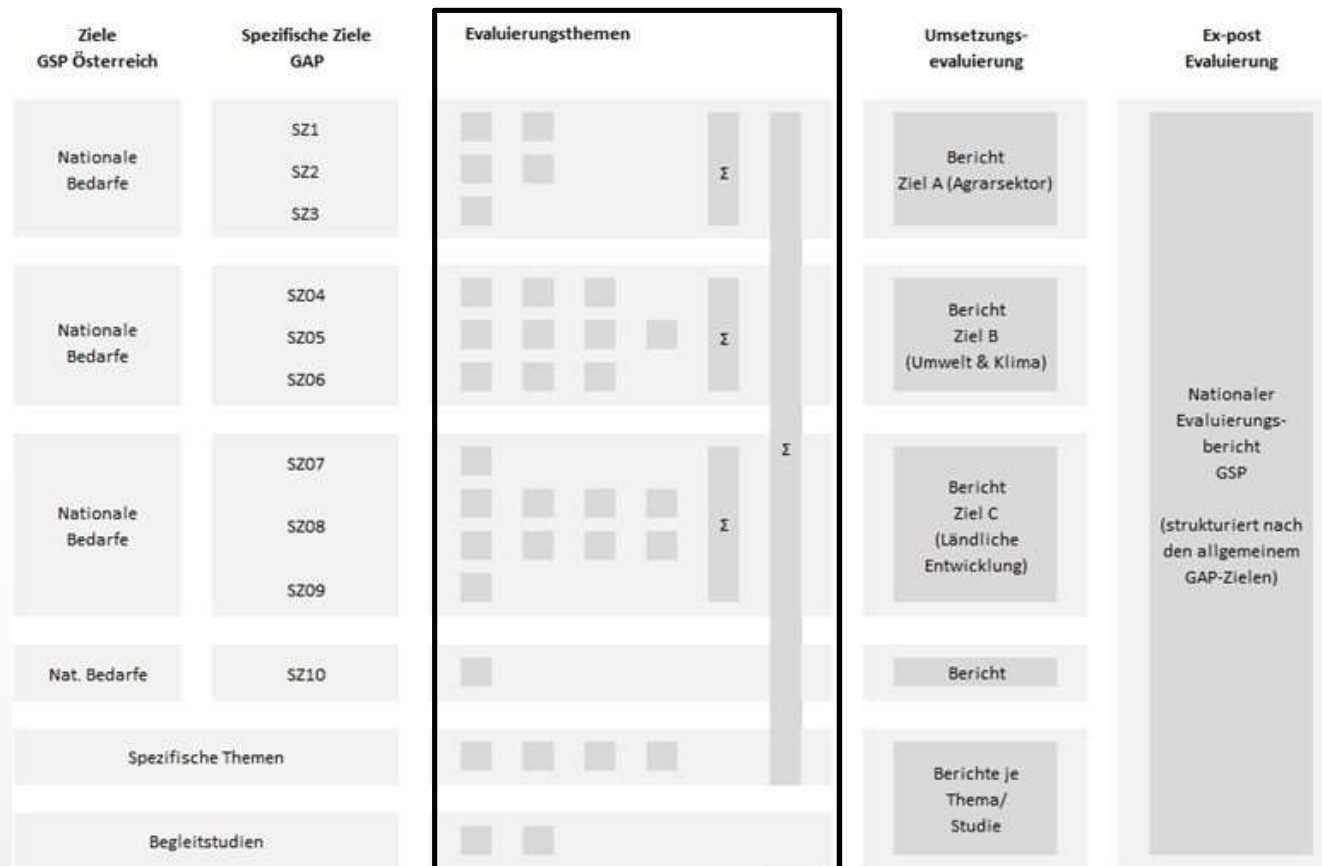 Ziele
GSP Österreich
Spezifische Ziele
GAP
Evaluierungsthemen
Umsetzungs-
evaluierung
Ex-post
Evaluierung
Nationale
Bedarfe
SZ1
SZ2
SZ3
Σ
Bericht
Ziel A (Agrarsektor)
Nationale
Bedarfe
SZ04
SZ05
SZ06
Σ
Bericht
Ziel B
(Umwelt & Klima)
Nationale
Bedarfe
SZ07
SZ08
SZ09
Σ
Σ
Bericht
Ziel C
(Ländliche
Entwicklung)
Nat. Bedarfe
SZ10
Bericht
Spezifische Themen
Begleitstudien
Berichte je
Thema/
Studie
Nationaler
Evaluierungs-
bericht
GSP
(strukturiert nach
den allgemeinem
GAP-Zielen)